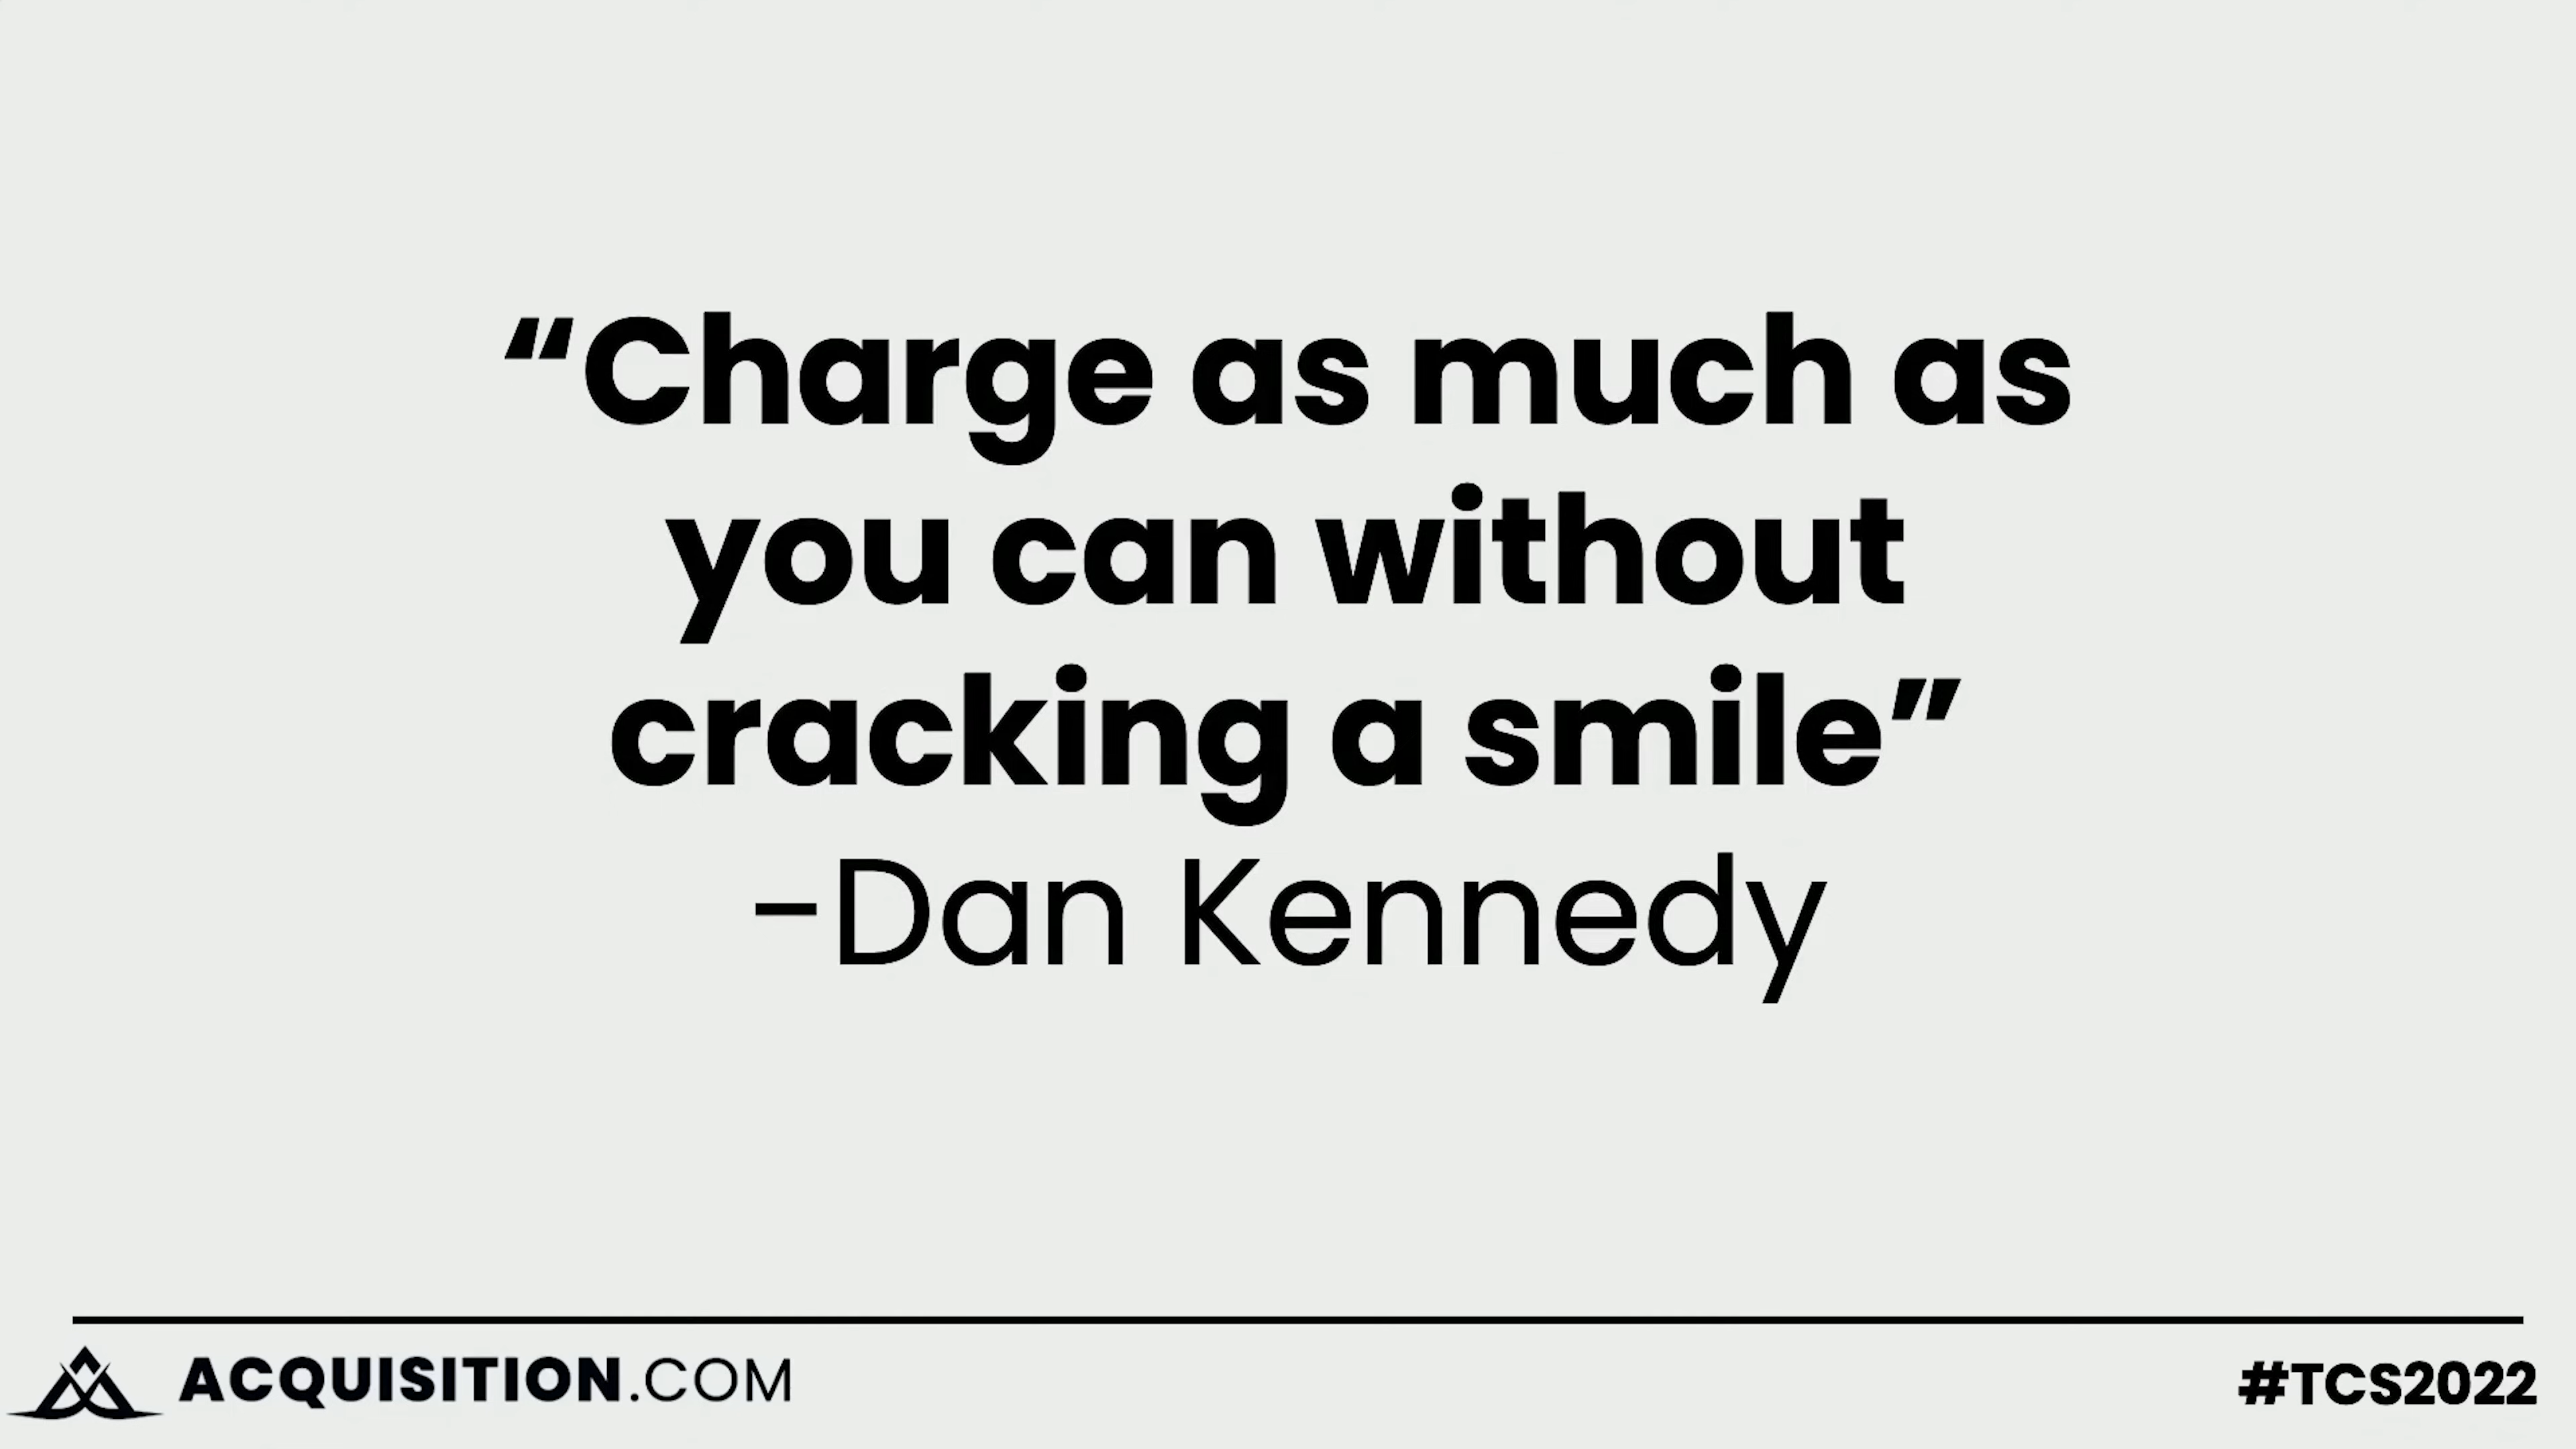 “Charge as much as
you can without
cracking a smile”
-Dan Kennedy
ACQUISITION.COM
#TCS2022